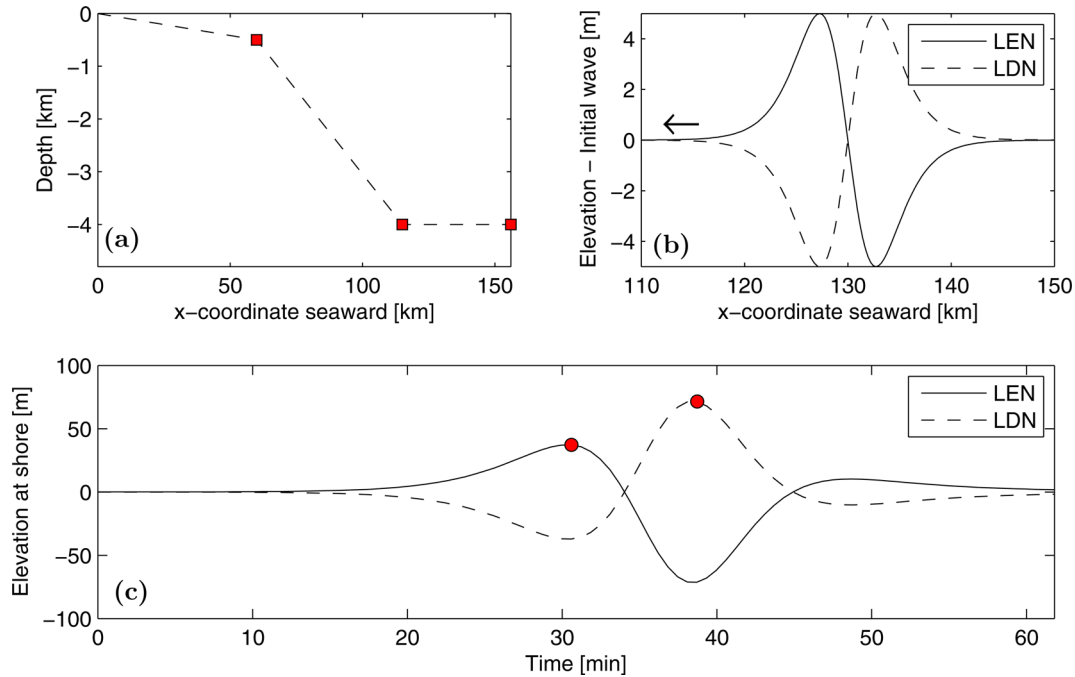 0
−1
−2
−3
−4
Depth [km]
(a)
0 50 100 150
x−coordinate seaward [km]
4
2
0
−2
−4
Elevation − Initial wave [m]
LEN
LDN
(b)
110 120 130 140 150
x−coordinate seaward [km]
100
50
0
−50
−100
Elevation at shore [m]
LEN
LDN
(c)
0 10 20 30 40 50 60
Time [min]